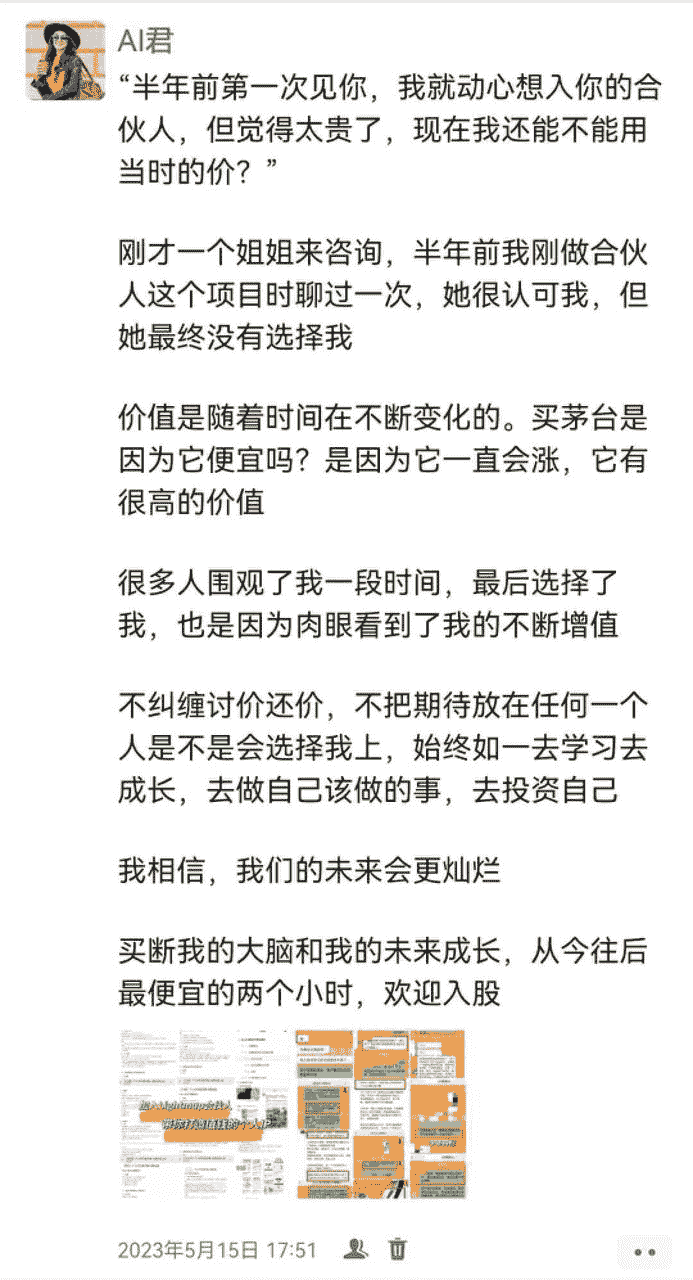 AI君
“半年前第一次见你，我就动心想入你的合
伙人，但觉得太贵了，现在我还能不能用
当时的价？”
刚才一个姐姐来咨询，半年前我刚做合伙
人这个项目时聊过一次，她很认可我，但
她最终没有选择我
价值是随着时间在不断变化的。买茅台是
因为它便宜吗？是因为它一直会涨，它有
很高的价值
很多人围观了我一段时间，最后选择了
我，也是因为肉眼看到了我的不断增值
不纠缠讨价还价，不把期待放在任何一个
人是不是会选择我上，始终如一去学习去
成长，去做自己该做的事，去投资自己
我相信，我们的未来会更灿烂
买断我的大脑和我的未来成长，从今往后
最便宜的两个小时，欢迎入股
2023年5月15日 17:51